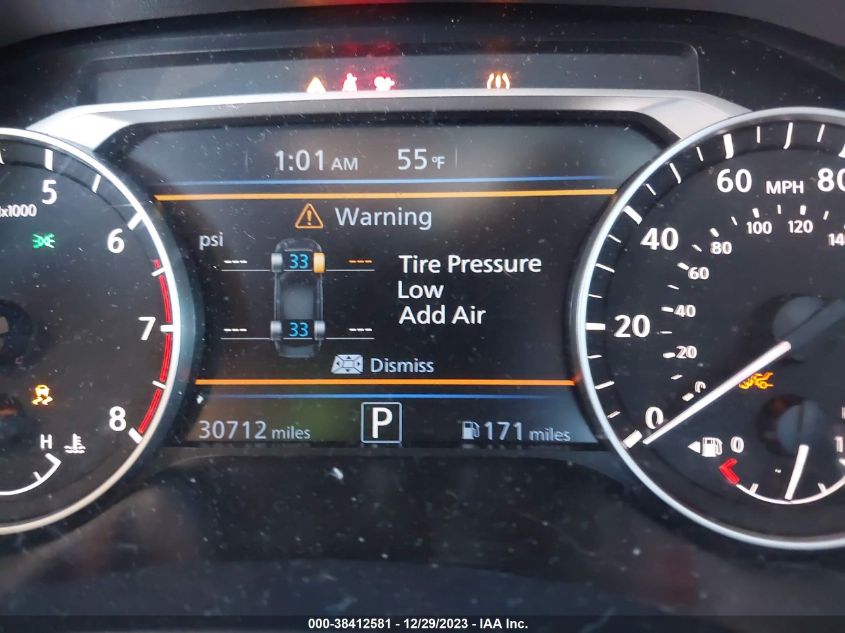 1:01 AM 55 °F
Warning
psi
--- 33 ---
Tire Pressure
Low
Add Air
--- 33 ---
Dismiss
30712 miles P 171 miles
5
x1000
6
7
8
H
60 MPH 80
40
20
0
120
100
80
60
40
20
0
0
000-38412581 - 12/29/2023 - IAA Inc.